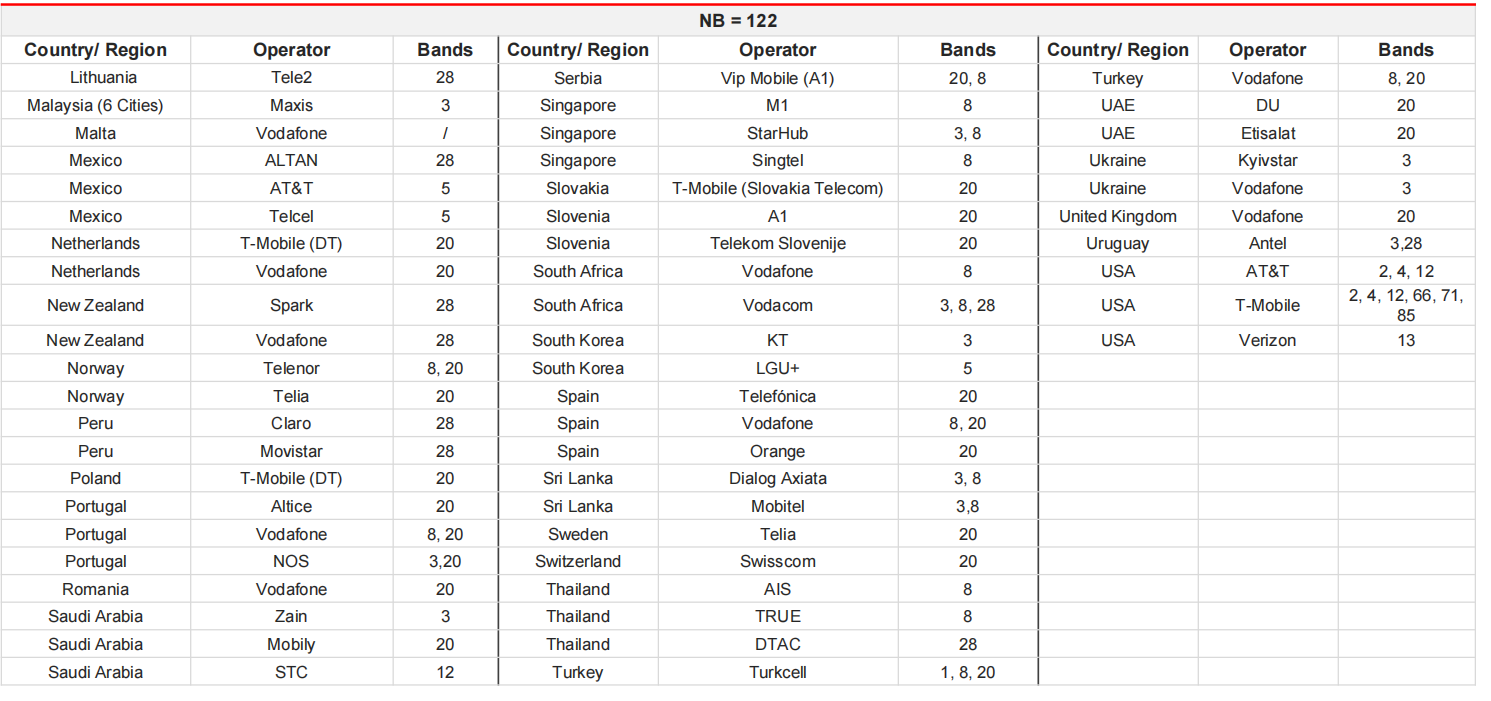 NB = 122
Country/ Region Operator Bands Country/ Region Operator Bands Country/ Region Operator Bands
Lithuania Tele2 28 Serbia Vip Mobile (A1) 20, 8 Turkey Vodafone 8, 20
Malaysia (6 Cities) Maxis 3 Singapore M1 8 UAE DU 20
Malta Vodafone / Singapore StarHub 3, 8 UAE Etisalat 20
Mexico ALTAN 28 Singapore Singtel 8 Ukraine Kyivstar 3
Mexico AT&T 5 Slovakia T-Mobile (Slovakia Telecom) 20 Ukraine Vodafone 3
Mexico Telcel 5 Slovenia A1 20 United Kingdom Vodafone 20
Netherlands T-Mobile (DT) 20 Slovenia Telekom Slovenije 20 Uruguay Antel 3,28
Netherlands Vodafone 20 South Africa Vodafone 8 USA AT&T 2, 4, 12
New Zealand Spark 28 South Africa Vodacom 3, 8, 28 USA T-Mobile 2, 4, 12, 66, 71,
85
New Zealand Vodafone 28 South Korea KT 3 USA Verizon 13
Norway Telenor 8, 20 South Korea LGU+ 5
Norway Telia 20 Spain Telefónica 20
Peru Claro 28 Spain Vodafone 8, 20
Peru Movistar 28 Spain Orange 20
Poland T-Mobile (DT) 20 Sri Lanka Dialog Axiata 3, 8
Portugal Altice 20 Sri Lanka Mobitel 3,8
Portugal Vodafone 8, 20 Sweden Telia 20
Portugal NOS 3,20 Switzerland Swisscom 20
Romania Vodafone 20 Thailand AIS 8
Saudi Arabia Zain 3 Thailand TRUE 8
Saudi Arabia Mobily 20 Thailand DTAC 28
Saudi Arabia STC 12 Turkey Turkcell 1, 8, 20